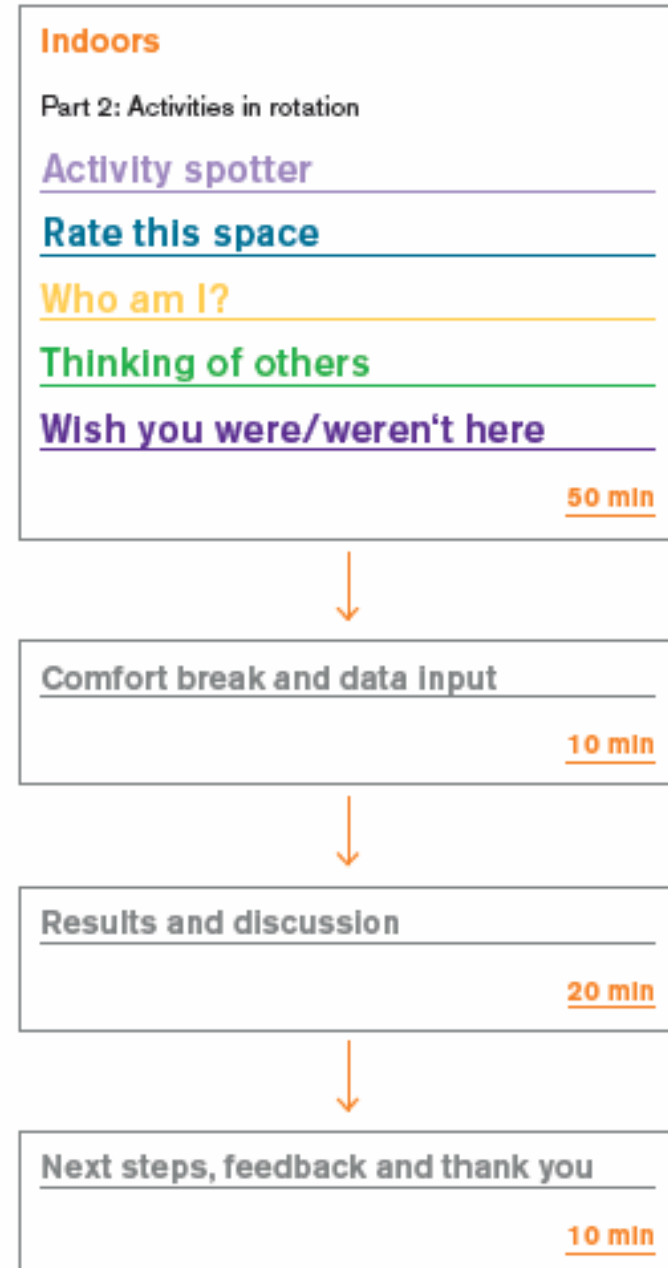 Indoors
Part 2: Activities in rotation
Activity spotter
Rate this space
Who am I?
Thinking of others
Wish you were/weren‘t here
50 min
Comfort break and data input
10 min
Results and discussion
20 min
Next steps, feedback and thank you
10 min